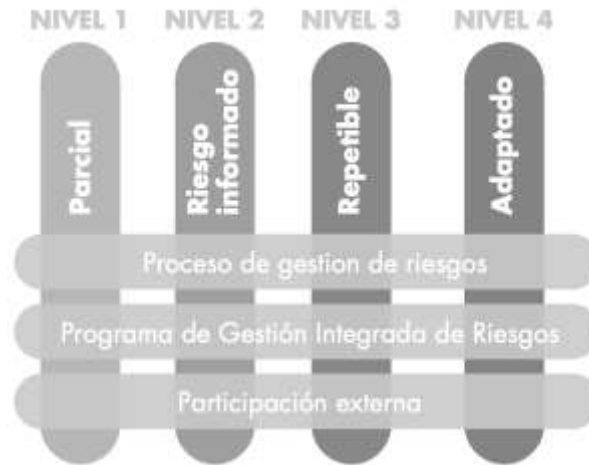 NIVEL 1 NIVEL 2 NIVEL 3 NIVEL 4
Parcial
Riesgo
informado
Repetible
Adaptado
Proceso de gestion de riesgos
Programa de Gestión Integrada de Riesgos
Participación externa